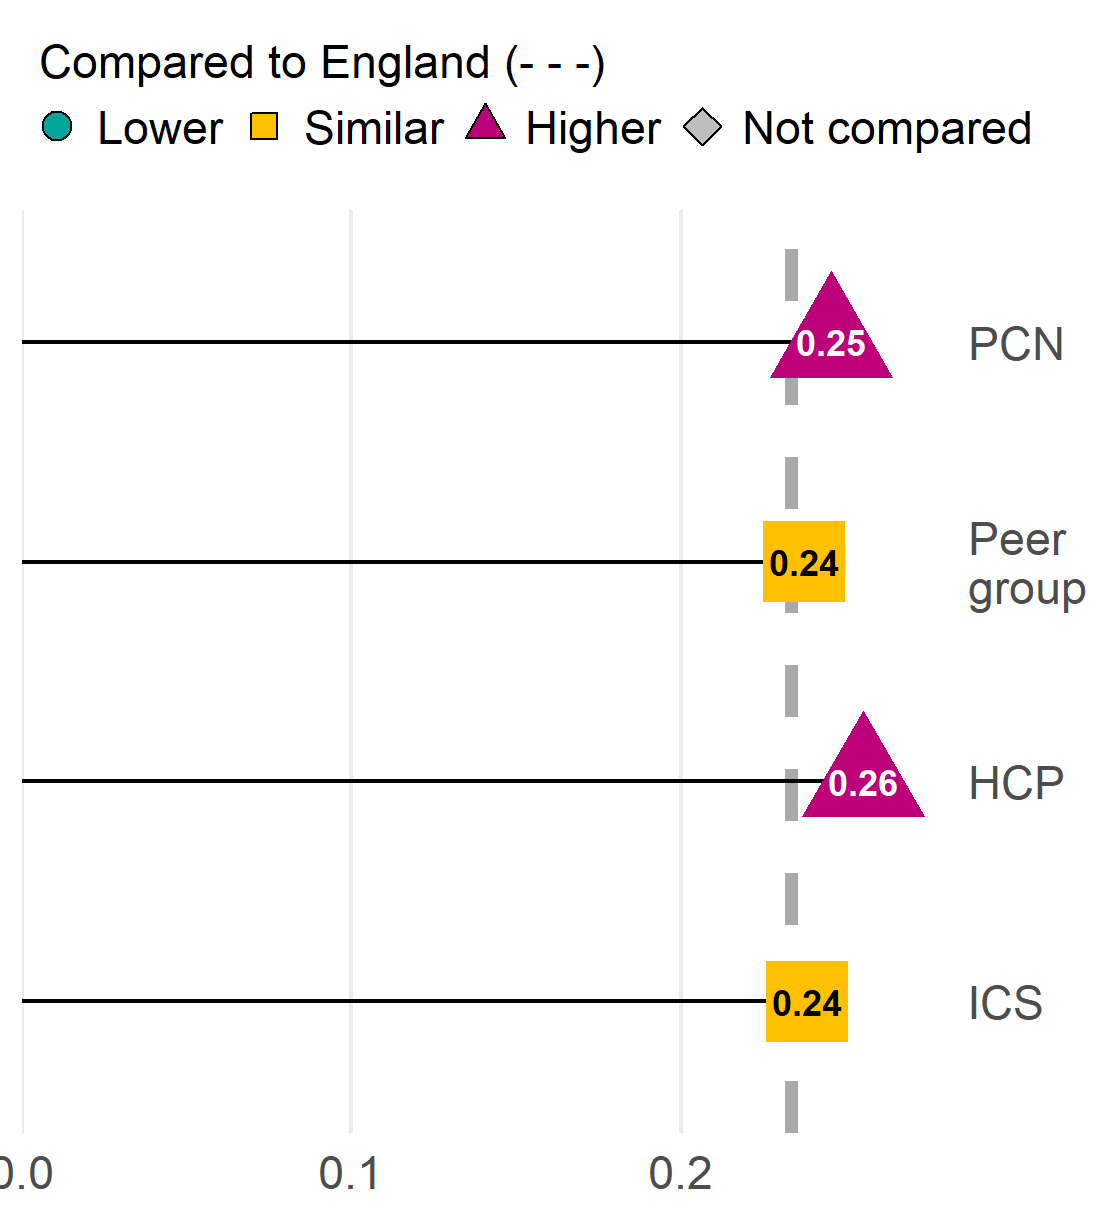 Compared to England (- - -)
Lower Similar Higher Not compared
0.25 PCN
Peer
0.24
group
0.26 HCP
0.24 ICS
0.0 0.1 0.2